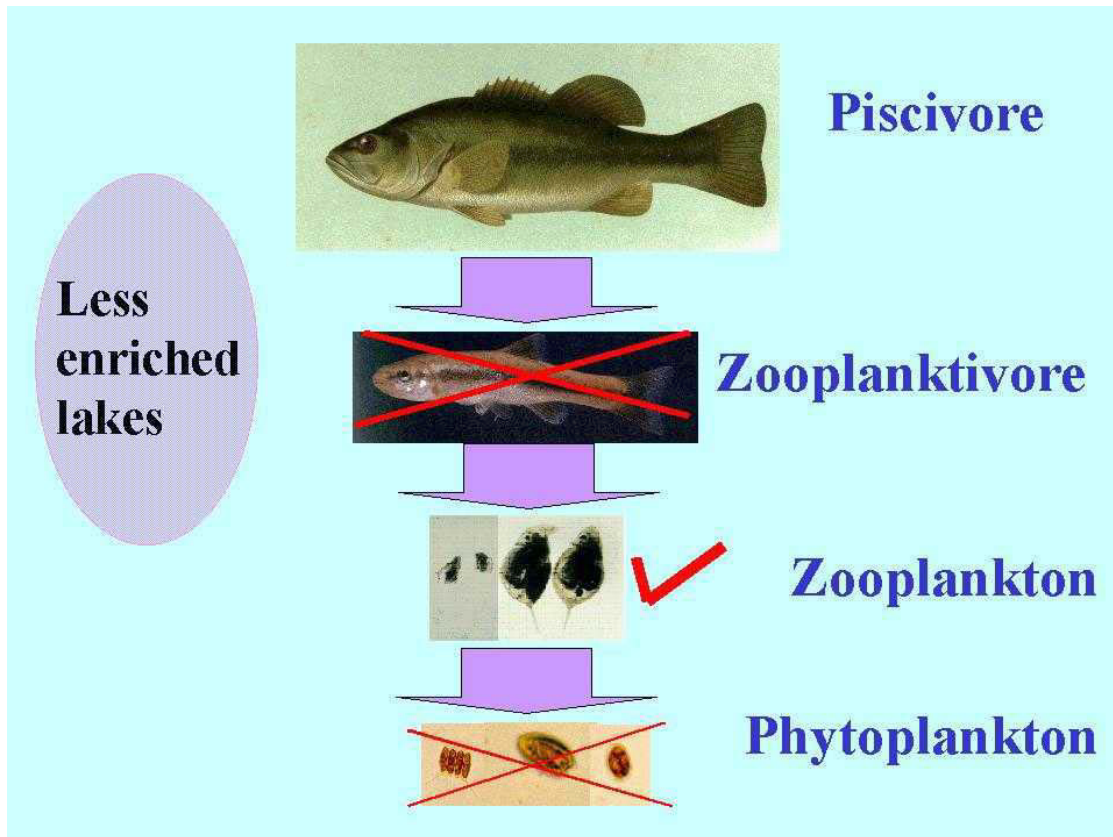 Piscivore
Less
enriched
lakes
Zooplanktivore
Zooplankton
Phytoplankton